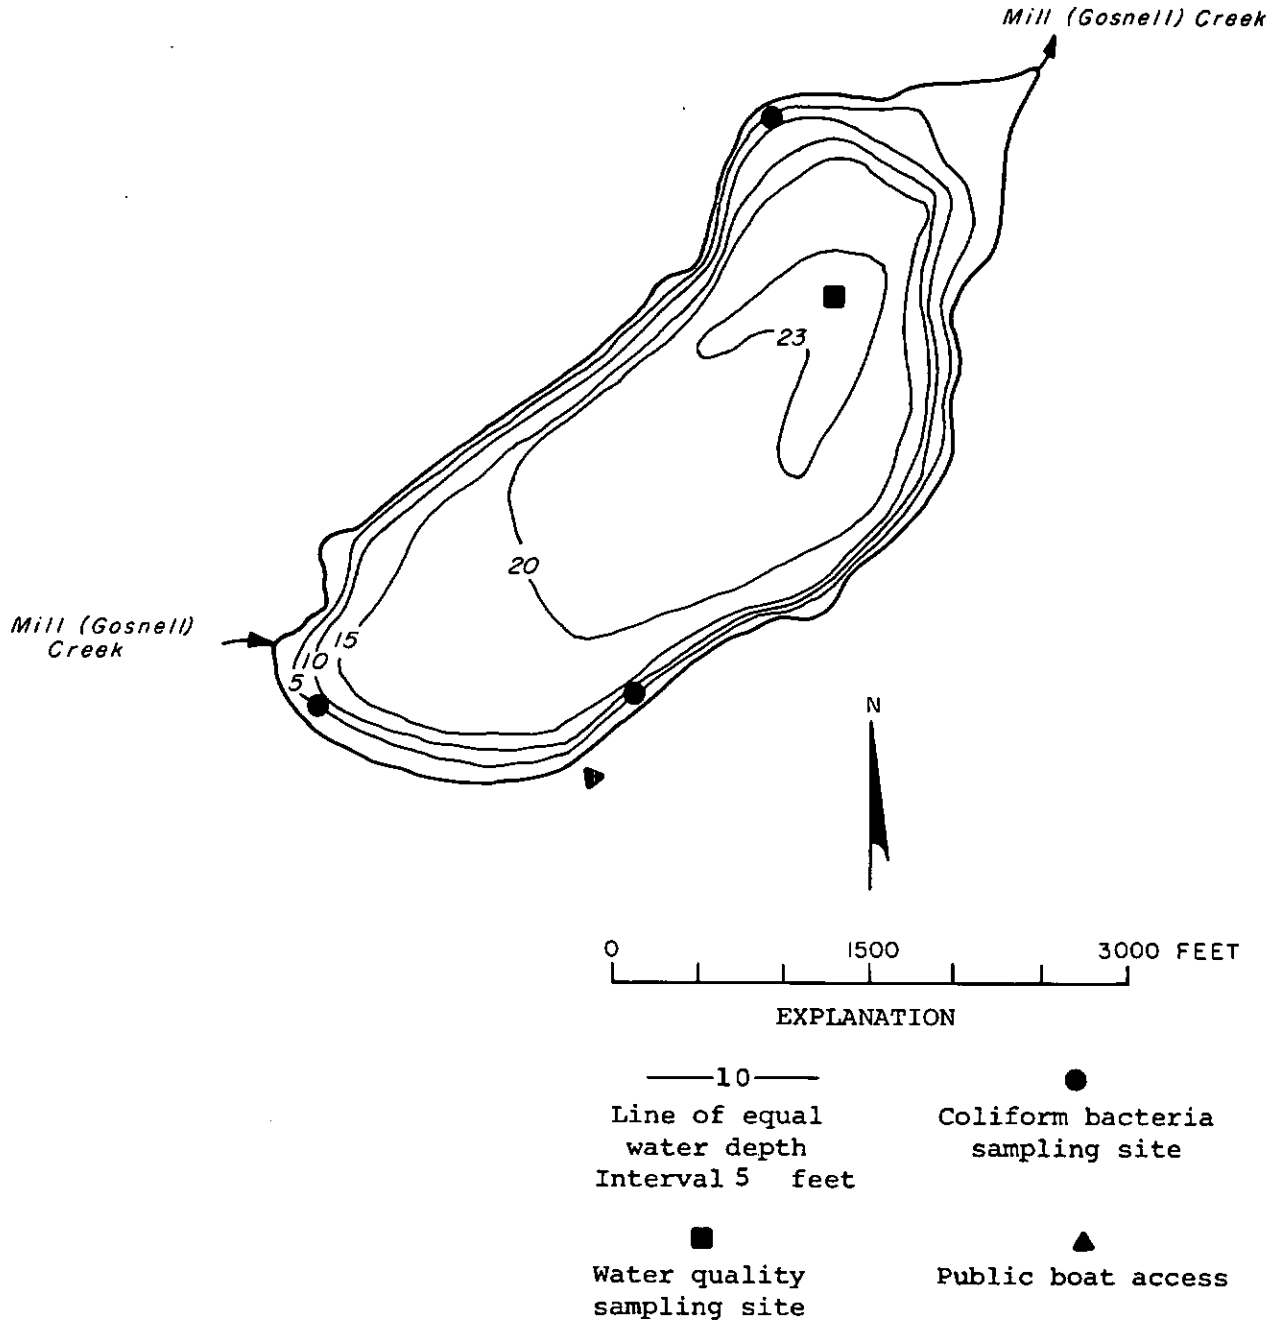 Mill (Gosnell) Creek
23
20
Mill (Gosnell)
Creek
15
10
5
N
0 1500 3000 FEET
EXPLANATION
10
Line of equal
water depth
Interval 5 feet
Coliform bacteria
sampling site
Water quality
sampling site
Public boat access